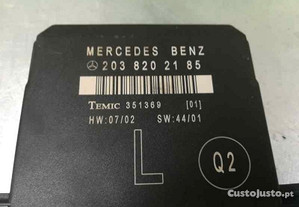 MERCEDES BENZ
203 820 21 85
TEMIC 351369 [01]
HW:07/02 SW:44/01
L
Q2
CustoJusto.pt